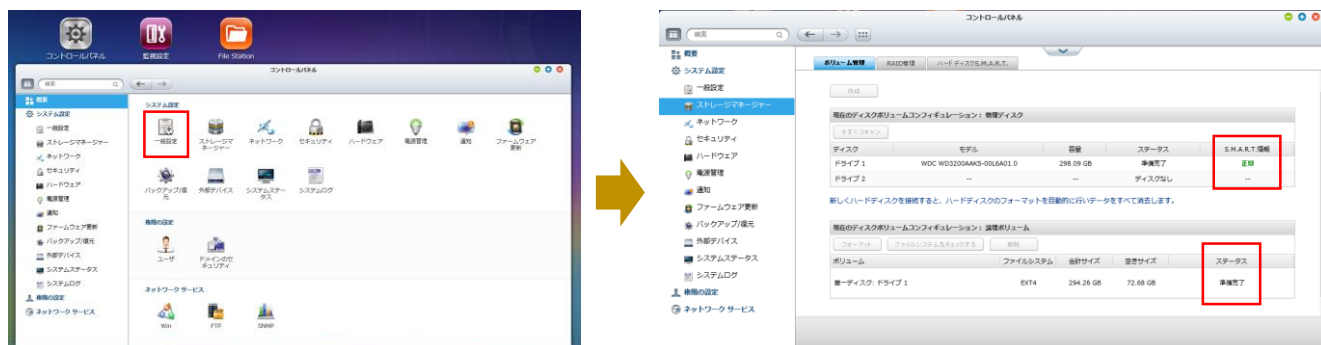 コントロールパネル
監視設定
File Station
コントロールパネル
検索
概要
システム設定
一般設定
ストレージマネージャー
ネットワーク
セキュリティ
ハードウェア
電源管理
通知
ファームウェア更新
バックアップ/復元
外部デバイス
システムステータス
システムログ
権限の設定
ネットワーク サービス
システム設定
一般設定
ストレージマ
ネージャー
ネットワーク
セキュリティ
ハードウェア
電源管理
通知
ファームウェア
更新
バックアップ/復
元
外部デバイス
システムステー
タス
システムログ
権限の設定
ユーザ
ドメインのセ
キュリティ
ネットワーク サービス
Win
FTP
SNMP
コントロールパネル
検索
概要
システム設定
一般設定
ストレージマネージャー
ネットワーク
セキュリティ
ハードウェア
電源管理
通知
ファームウェア更新
バックアップ/復元
外部デバイス
システムステータス
システムログ
権限の設定
ネットワーク サービス
ボリューム管理 RAID管理 ハードディスクS.M.A.R.T.
作成
現在のディスクボリュームコンフィギュレーション: 物理ディスク
今すぐスキャン
ディスク モデル 容量 ステータス S.M.A.R.T.情報
ドライブ 1 WDC WD3200AAKS-00L6A01.0 298.09 GB 準備完了 正常
ドライブ 2 -- -- ディスクなし --
新しくハードディスクを接続すると、ハードディスクのフォーマットを自動的に行いデータをすべて消去します。
現在のディスクボリュームコンフィギュレーション: 論理ボリューム
フォーマット ファイルシステムをチェックする 削除
ボリューム ファイルシステム 合計サイズ 空きサイズ ステータス
単一ディスク: ドライブ 1 EXT4 294.26 GB 72.68 GB 準備完了